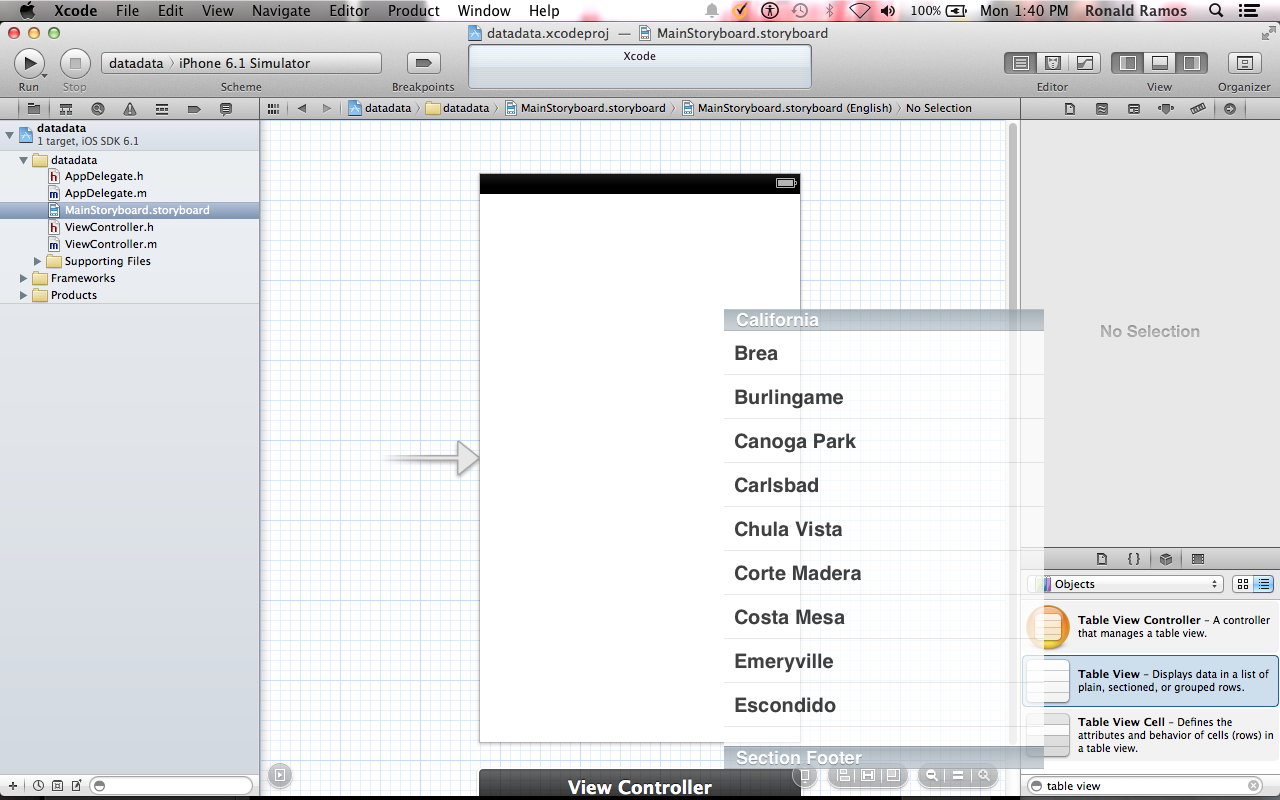 Xcode File Edit View Navigate Editor Product Window Help 100% Mon 1:40 PM Ronald Ramos
datadata.xcodeproj — MainStoryboard.storyboard
datadata iPhone 6.1 Simulator
Xcode
Run Stop Scheme Breakpoints Editor View Organizer
datadata datadata MainStoryboard.storyboard MainStoryboard.storyboard (English) No Selection
datadata
1 target, iOS SDK 6.1
datadata
AppDelegate.h
AppDelegate.m
MainStoryboard.storyboard
ViewController.h
ViewController.m
Supporting Files
Frameworks
Products
California
Brea
Burlingame
Canoga Park
Carlsbad
Chula Vista
Corte Madera
Costa Mesa
Emeryville
Escondido
Section Footer
View Controller
No Selection
{ }
Objects
Table View Controller - A controller
that manages a table view.
Table View - Displays data in a list of
plain, sectioned, or grouped rows.
Table View Cell - Defines the
attributes and behavior of cells (rows) in
a table view.
table view